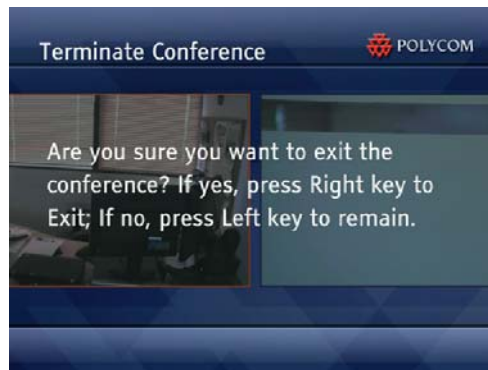 Terminate Conference
POLYCOM
Are you sure you want to exit the
conference? If yes, press Right key to
Exit; If no, press Left key to remain.